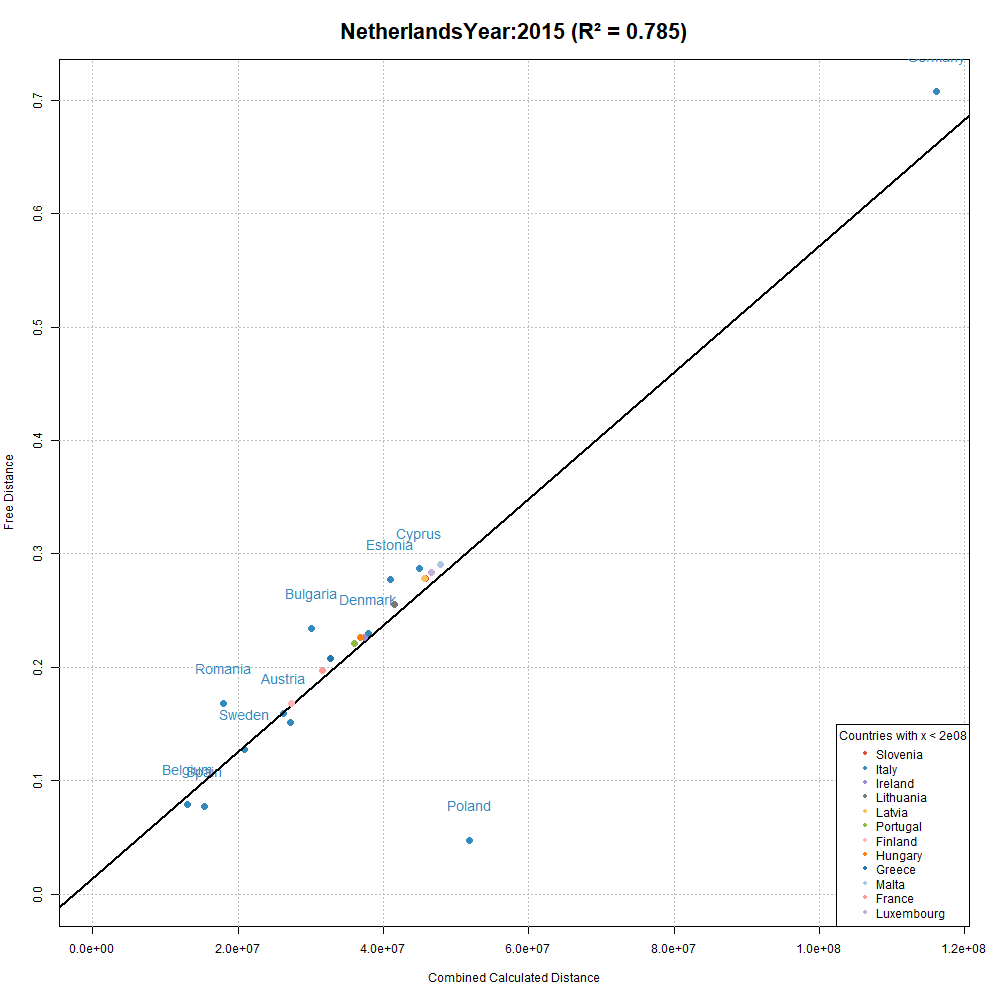 NetherlandsYear:2015 (R² = 0.785)
Germany
0.7
0.6
0.5
0.4
0.3
0.2
0.1
0.0
Free Distance
Cyprus
Estonia
Bulgaria
Denmark
Romania
Austria
Sweden
Belgium
Spain
Poland
Countries with x < 2e08
Slovenia
Italy
Ireland
Lithuania
Latvia
Portugal
Finland
Hungary
Greece
Malta
France
Luxembourg
0.0e+00 2.0e+07 4.0e+07 6.0e+07 8.0e+07 1.0e+08 1.2e+08
Combined Calculated Distance